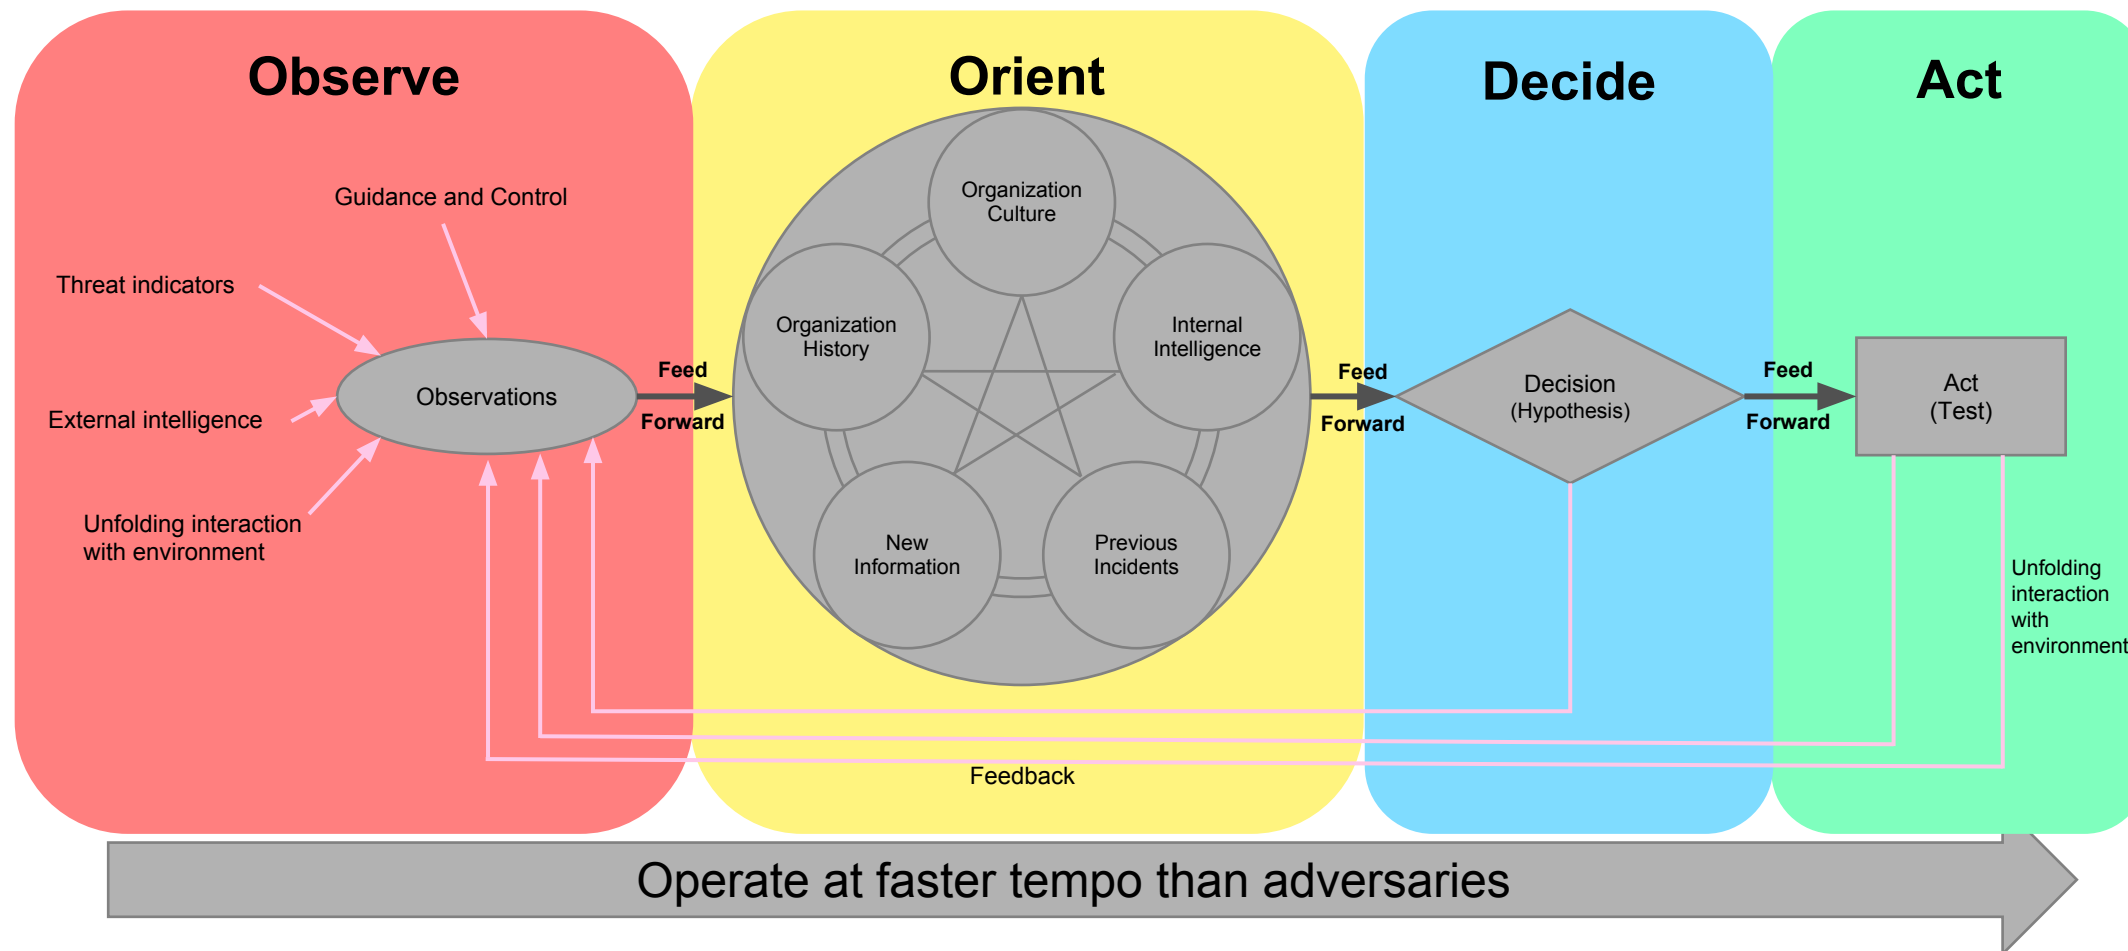 Observe
Orient
Decide
Act
Guidance and Control
Threat indicators
External intelligence
Unfolding interaction
with environment
Observations
Feed
Forward
Organization
Culture
Organization
History
Internal
Intelligence
New
Information
Previous
Incidents
Feed
Forward
Decision
(Hypothesis)
Feed
Forward
Act
(Test)
Unfolding
interaction
with
environment
Feedback
Operate at faster tempo than adversaries